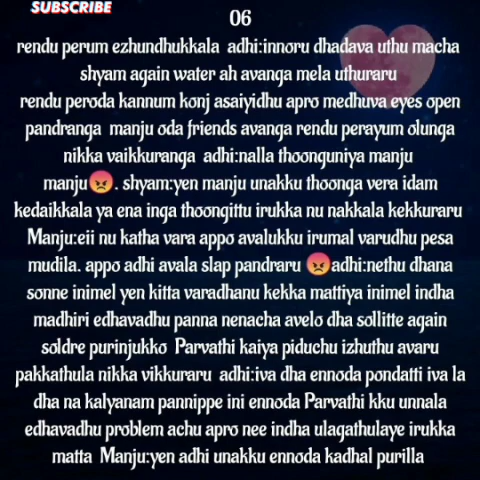 SUBSCRIBE
06
rendu perum ezhundhukkala adhi:innoru dhadava uthu macha
shyam again water ah avanga mela uthuraru
rendu peroda kannum konj asaiyidhu apro medhuva eyes open
pandranga manju oda friends avanga rendu perayum olunga
nikka vaikkuranga adhi:nalla thoonguniya manju
manju😡. shyam:yen manju unakku thoonga vera idam
kedaikkala ya ena inga thoongittu irukka nu nakkala kekkuraru
Manju:eii nu katha vara appo avalukku irumal varudhu pesa
mudila. appo adhi avala slap pandraru 😡adhi:nethu dhana
sonne inimel yen kitta varadhanu kekka mattiya inimel indha
madhiri edhavadhu panna nenacha avelo dha sollitte again
soldre purinjukko Parvathi kaiya piduchu izhuthu avaru
pakkathula nikka vikkuraru adhi:iva dha ennoda pondatti iva la
dha na kalyanam pannippe ini ennoda Parvathi kku unnala
edhavadhu problem achu apro nee indha ulagathulaye irukka
matta Manju:yen adhi unakku ennoda kadhal purilla